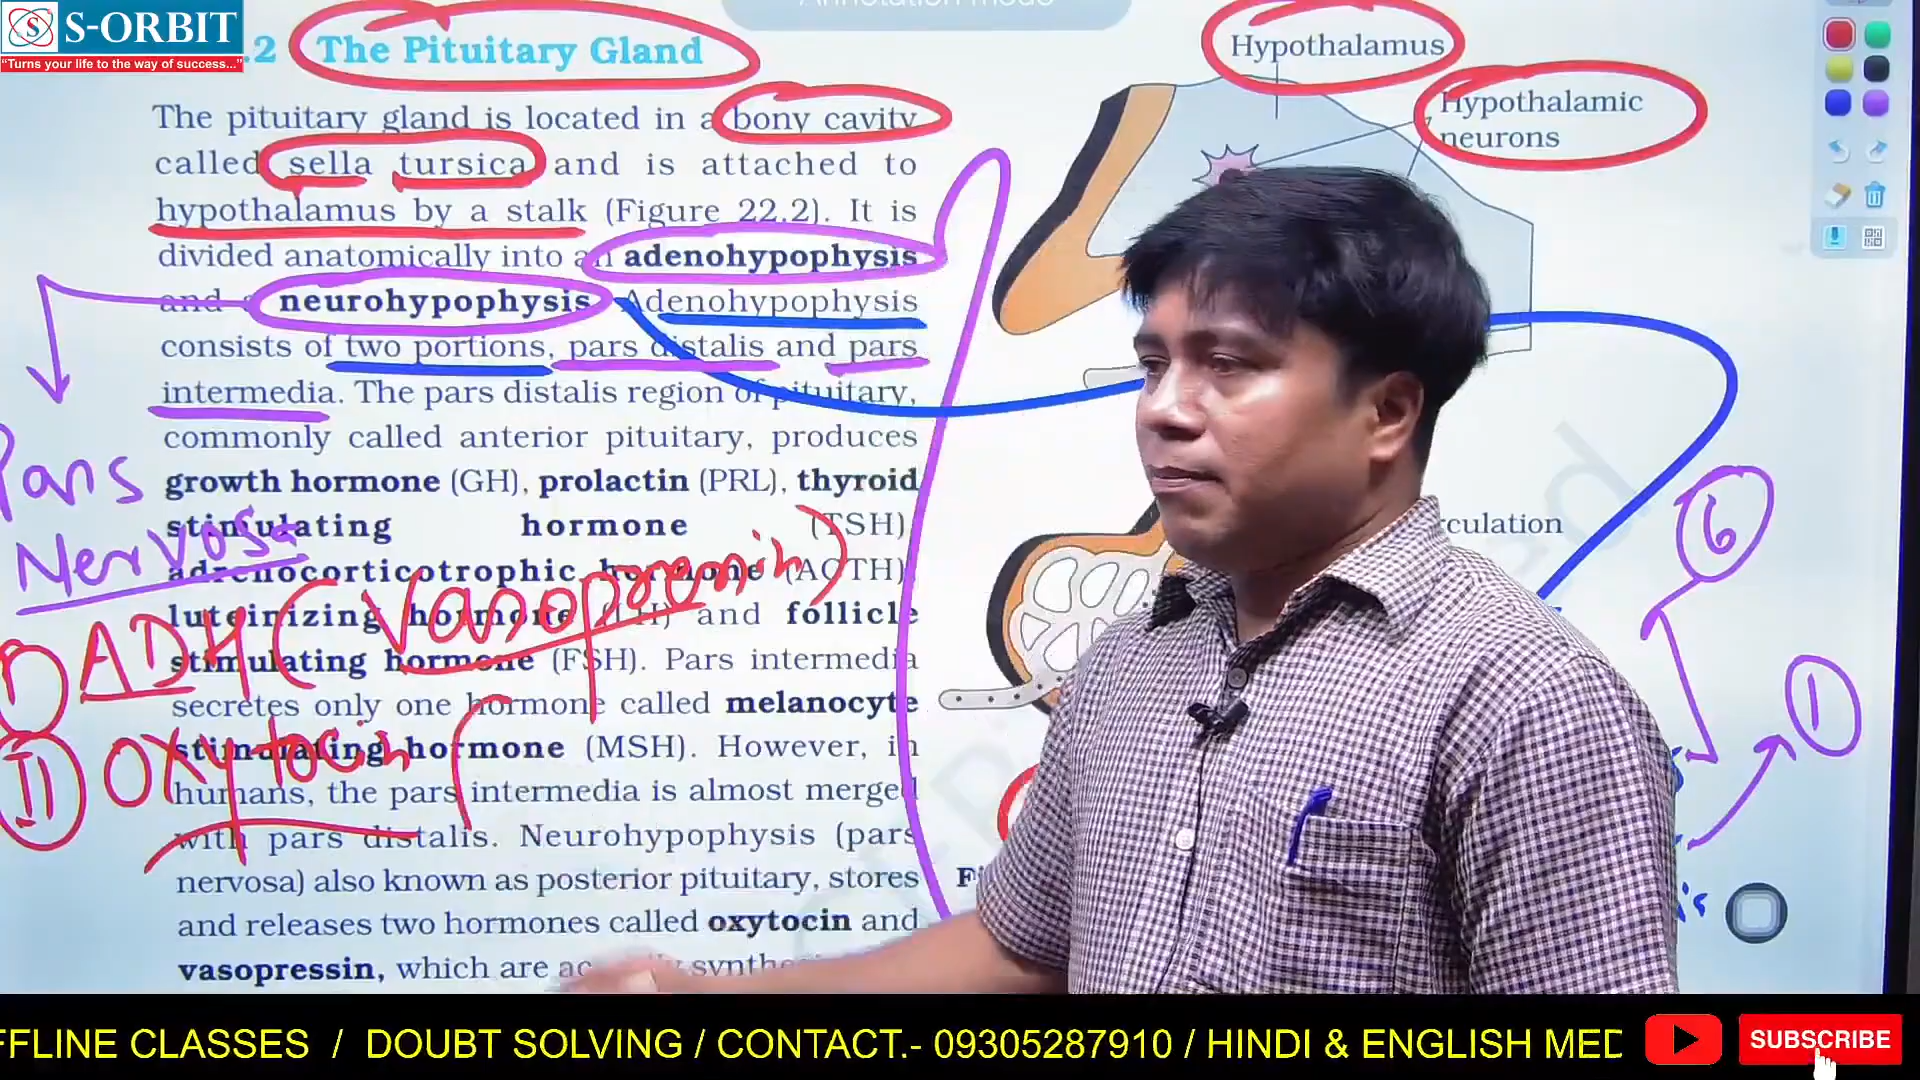 Annotation mode
S
S-ORBIT
"Turns your life to the way of success..."
.2 The Pituitary Gland
The pituitary gland is located in a bony cavity
called sella tursica and is attached to
hypothalamus by a stalk (Figure 22.2). It is
divided anatomically into an adenohypophysis
and a neurohypophysis. Adenohypophysis
consists of two portions, pars distalis and pars
intermedia. The pars distalis region of pituitary,
commonly called anterior pituitary, produces
growth hormone (GH), prolactin (PRL), thyroid
stimulating hormone (TSH),
adrenocorticotrophic hormone (ACTH),
luteinizing hormone (LH) and follicle
stimulating hormone (FSH). Pars intermedia
secretes only one hormone called melanocyte
stimulating hormone (MSH). However, in
humans, the pars intermedia is almost merged
with pars distalis. Neurohypophysis (pars
nervosa) also known as posterior pituitary, stores
and releases two hormones called oxytocin and
vasopressin, which are
Pars
Nervosa
I) ADH (Vasopressin)
II) Oxytocin (
Hypothalamus
Hypothalamic
neurons
rculation
6
1
FFLINE CLASSES / DOUBT SOLVING / CONTACT.- 09305287910 / HINDI & ENGLISH MED
SUBSCRIBE